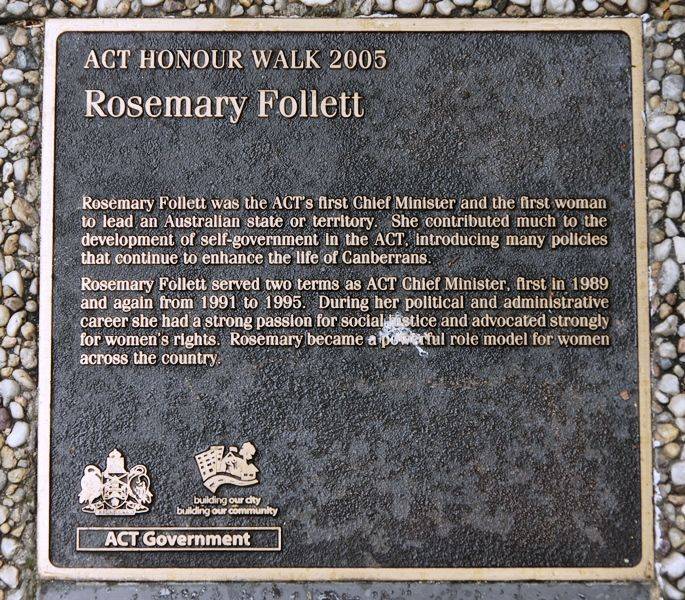 ACT HONOUR WALK 2005
Rosemary Follett
Rosemary Follett was the ACT's first Chief Minister and the first woman
to lead an Australian state or territory. She contributed much to the
development of self-government in the ACT, introducing many policies
that continue to enhance the life of Canberrans.
Rosemary Follett served two terms as ACT Chief Minister, first in 1989
and again from 1991 to 1995. During her political and administrative
career she had a strong passion for social justice and advocated strongly
for women's rights. Rosemary became a powerful role model for women
across the country.
building our city
building our community
ACT Government